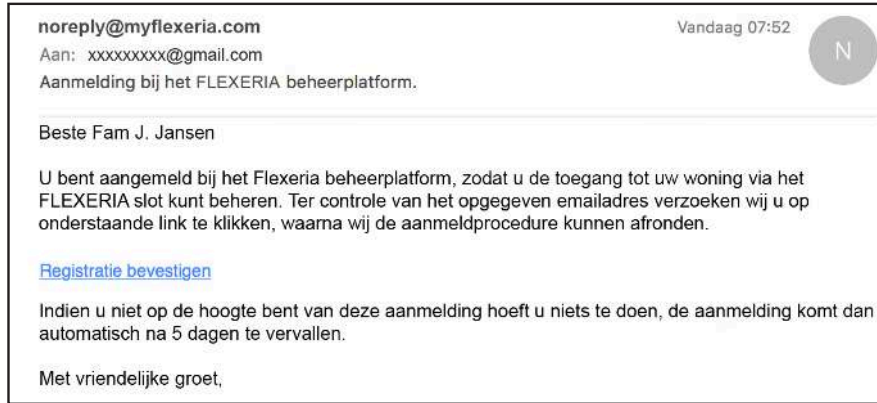 noreply@myflexeria.com
Vandaag 07:52
N
Aan: xxxxxxxxx@gmail.com
Aanmelding bij het FLEXERIA beheerplatform.
Beste Fam J. Jansen
U bent aangemeld bij het Flexeria beheerplatform, zodat u de toegang tot uw woning via het
FLEXERIA slot kunt beheren. Ter controle van het opgegeven emailadres verzoeken wij u op
onderstaande link te klikken, waarna wij de aanmeldprocedure kunnen afronden.
Registratie bevestigen
Indien u niet op de hoogte bent van deze aanmelding hoeft u niets te doen, de aanmelding komt dan
automatisch na 5 dagen te vervallen.
Met vriendelijke groet,